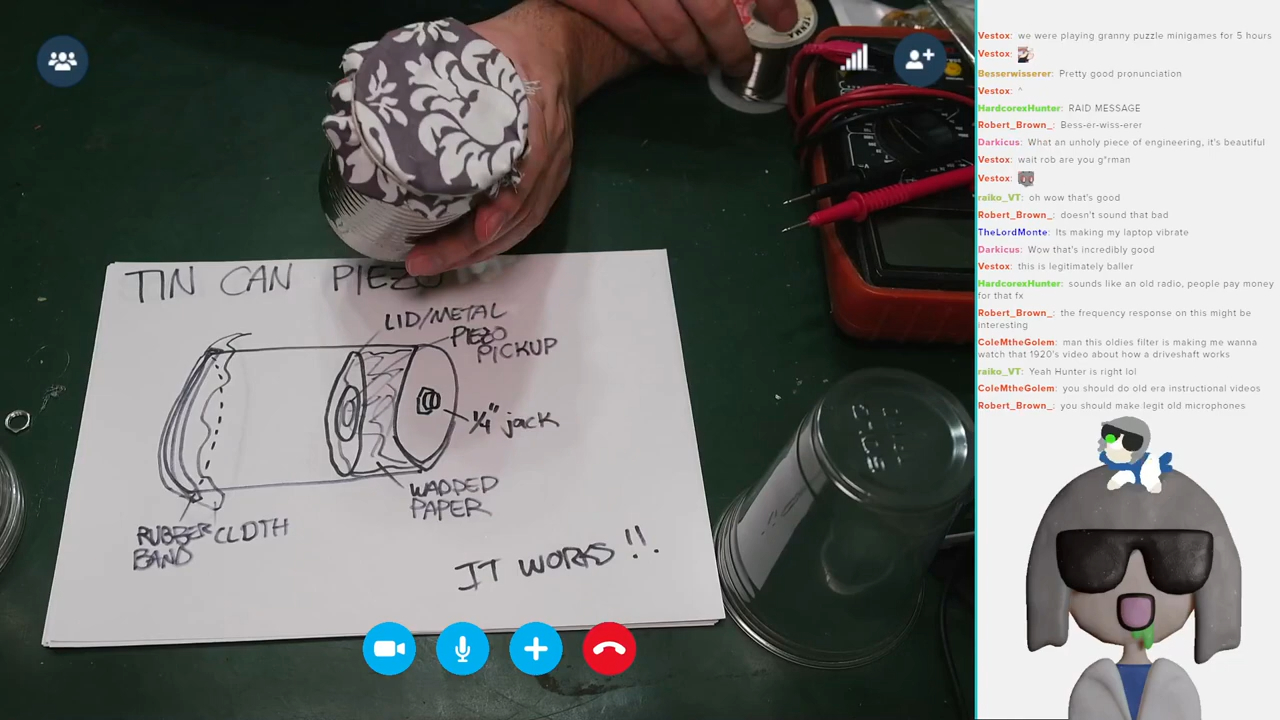 TENMA
TIN CAN PIEZO
LID/METAL
PIEZO
PICKUP
1/4" jack
WADDED
PAPER
RUBBER
BAND
CLOTH
IT WORKS!!.
Vestox: we were playing granny puzzle minigames for 5 hours
Vestox:
Besserwisserer: Pretty good pronunciation
Vestox: ^
HardcorexHunter: RAID MESSAGE
Robert_Brown_: Bess-er-wiss-erer
Darkicus: What an unholy piece of engineering, it's beautiful
Vestox: wait rob are you g*rman
Vestox:
raiko_VT: oh wow that's good
Robert_Brown_: doesn't sound that bad
TheLordMonte: Its making my laptop vibrate
Darkicus: Wow that's incredibly good
Vestox: this is legitimately baller
HardcorexHunter: sounds like an old radio, people pay money
for that fx
Robert_Brown_: the frequency response on this might be
interesting
ColeMtheGolem: man this oldies filter is making me wanna
watch that 1920's video about how a driveshaft works
raiko_VT: Yeah Hunter is right lol
ColeMtheGolem: you should do old era instructional videos
Robert_Brown_: you should make legit old microphones